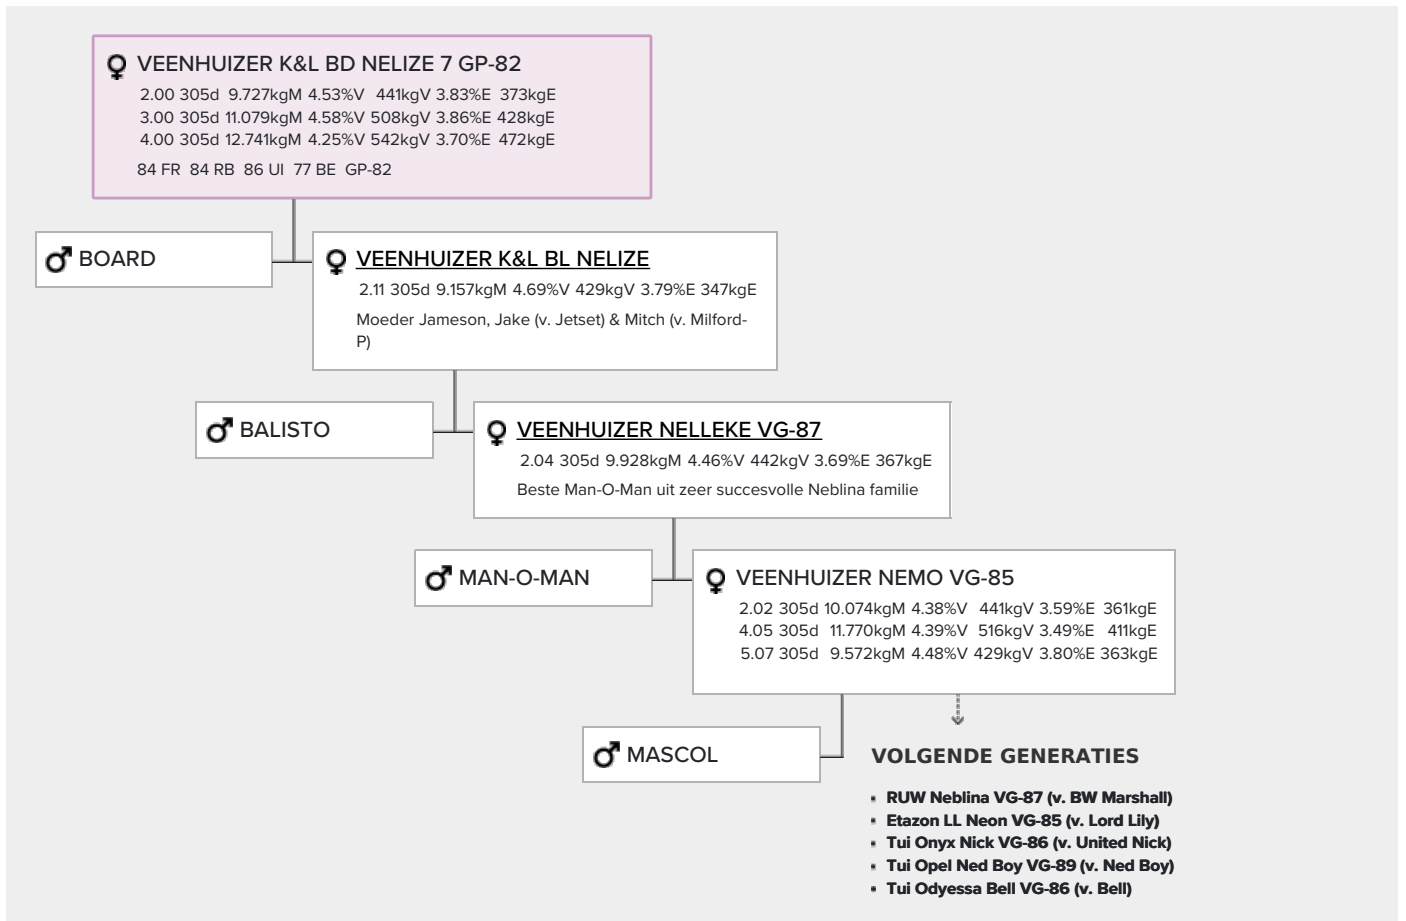 VEENHUIZER K&L BD NELIZE 7 GP-82
2.00 305d 9.727kgM 4.53%V 441kgV 3.83%E 373kgE
3.00 305d 11.079kgM 4.58%V 508kgV 3.86%E 428kgE
4.00 305d 12.741kgM 4.25%V 542kgV 3.70%E 472kgE
84 FR 84 RB 86 UI 77 BE GP-82
BOARD
VEENHUIZER K&L BL NELIZE
2.11 305d 9.157kgM 4.69%V 429kgV 3.79%E 347kgE
Moeder Jameson, Jake (v. Jetset) & Mitch (v. Milford-
P)
BALISTO
VEENHUIZER NELLEKE VG-87
2.04 305d 9.928kgM 4.46%V 442kgV 3.69%E 367kgE
Beste Man-O-Man uit zeer succesvolle Neblina familie
MAN-O-MAN
VEENHUIZER NEMO VG-85
2.02 305d 10.074kgM 4.38%V 441kgV 3.59%E 361kgE
4.05 305d 11.770kgM 4.39%V 516kgV 3.49%E 411kgE
5.07 305d 9.572kgM 4.48%V 429kgV 3.80%E 363kgE
MASCOL
VOLGENDE GENERATIES
RUW Neblina VG-87 (v. BW Marshall)
Etazon LL Neon VG-85 (v. Lord Lily)
Tui Onyx Nick VG-86 (v. United Nick)
Tui Opel Ned Boy VG-89 (v. Ned Boy)
Tui Odyessa Bell VG-86 (v. Bell)